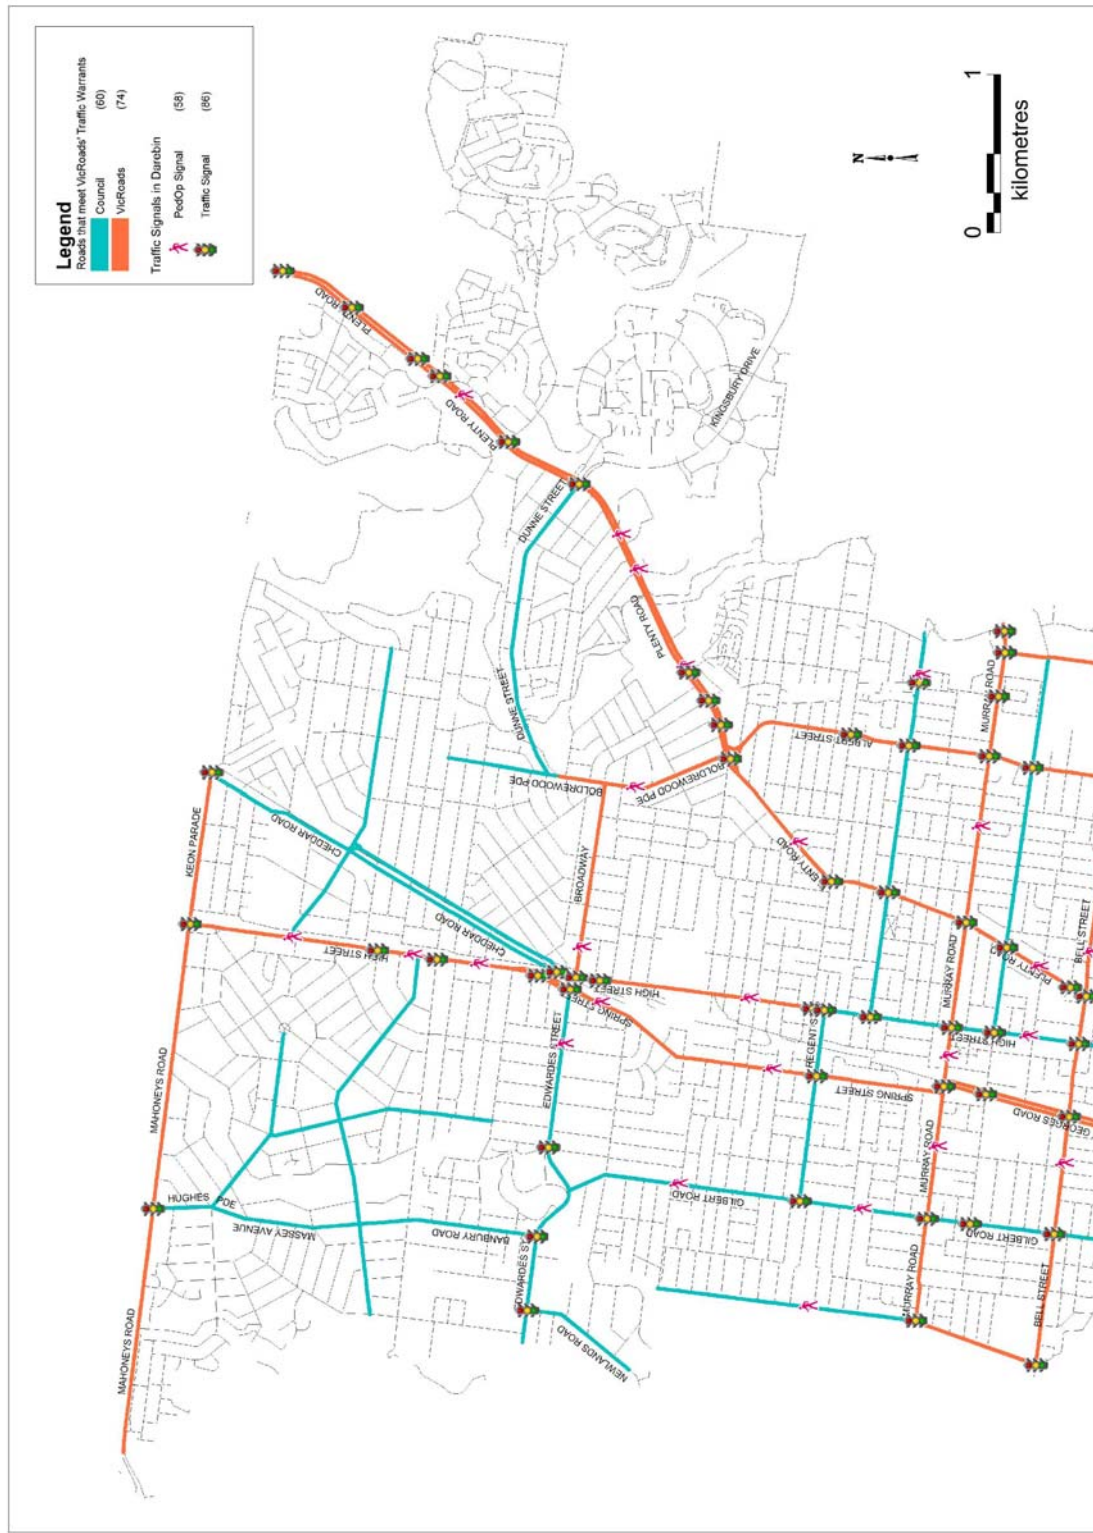 Legend
Roads that meet VicRoads' Traffic Warrants
Council (60)
VicRoads (74)
Traffic Signals in Darebin
PedOp Signal (58)
Traffic Signal (86)
N
0 1
kilometres
PLENTY ROAD
PLENTY ROAD
KINGSBURY DRIVE
DUNNE STREET
PLENTY ROAD
DUNNE STREET
BOLDREWOOD PDE
BOLDREWOOD PDE
ALBERT STREET
MURRAY ROAD
KEON PARADE
CHEDDAR ROAD
CHEDDAR ROAD
BROADWAY
PLENTY ROAD
MURRAY ROAD
PLENTY ROAD
BELL STREET
HIGH STREET
SPRING STREET
HIGH STREET
REGENT ST
HIGH STREET
MAHONEYS ROAD
EDWARDES STREET
SPRING STREET
GEORGES ROAD
MURRAY ROAD
HUGHES PDE
MASSEY AVENUE
BANBURY ROAD
GILBERT ROAD
GILBERT ROAD
EDWARDES ST
MURRAY ROAD
BELL STREET
MAHONEYS ROAD
NEWLANDS ROAD